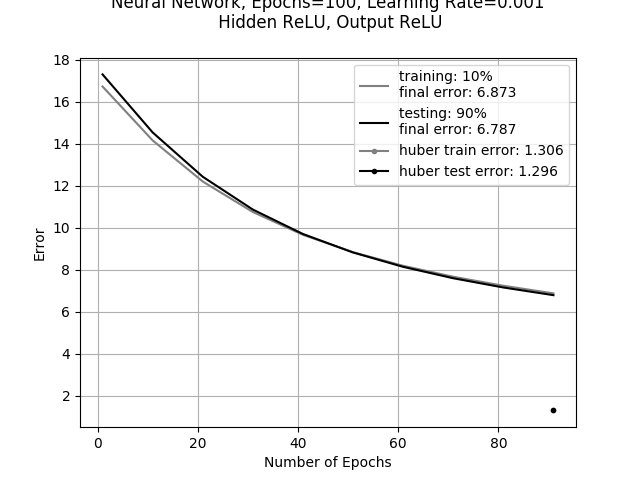 Neural Network, Epochs=100, Learning Rate=0.001
Hidden ReLU, Output ReLU
18
16
14
12
10
8
6
4
2
Error
training: 10%
final error: 6.873
testing: 90%
final error: 6.787
huber train error: 1.306
huber test error: 1.296
0
20
40
60
80
Number of Epochs